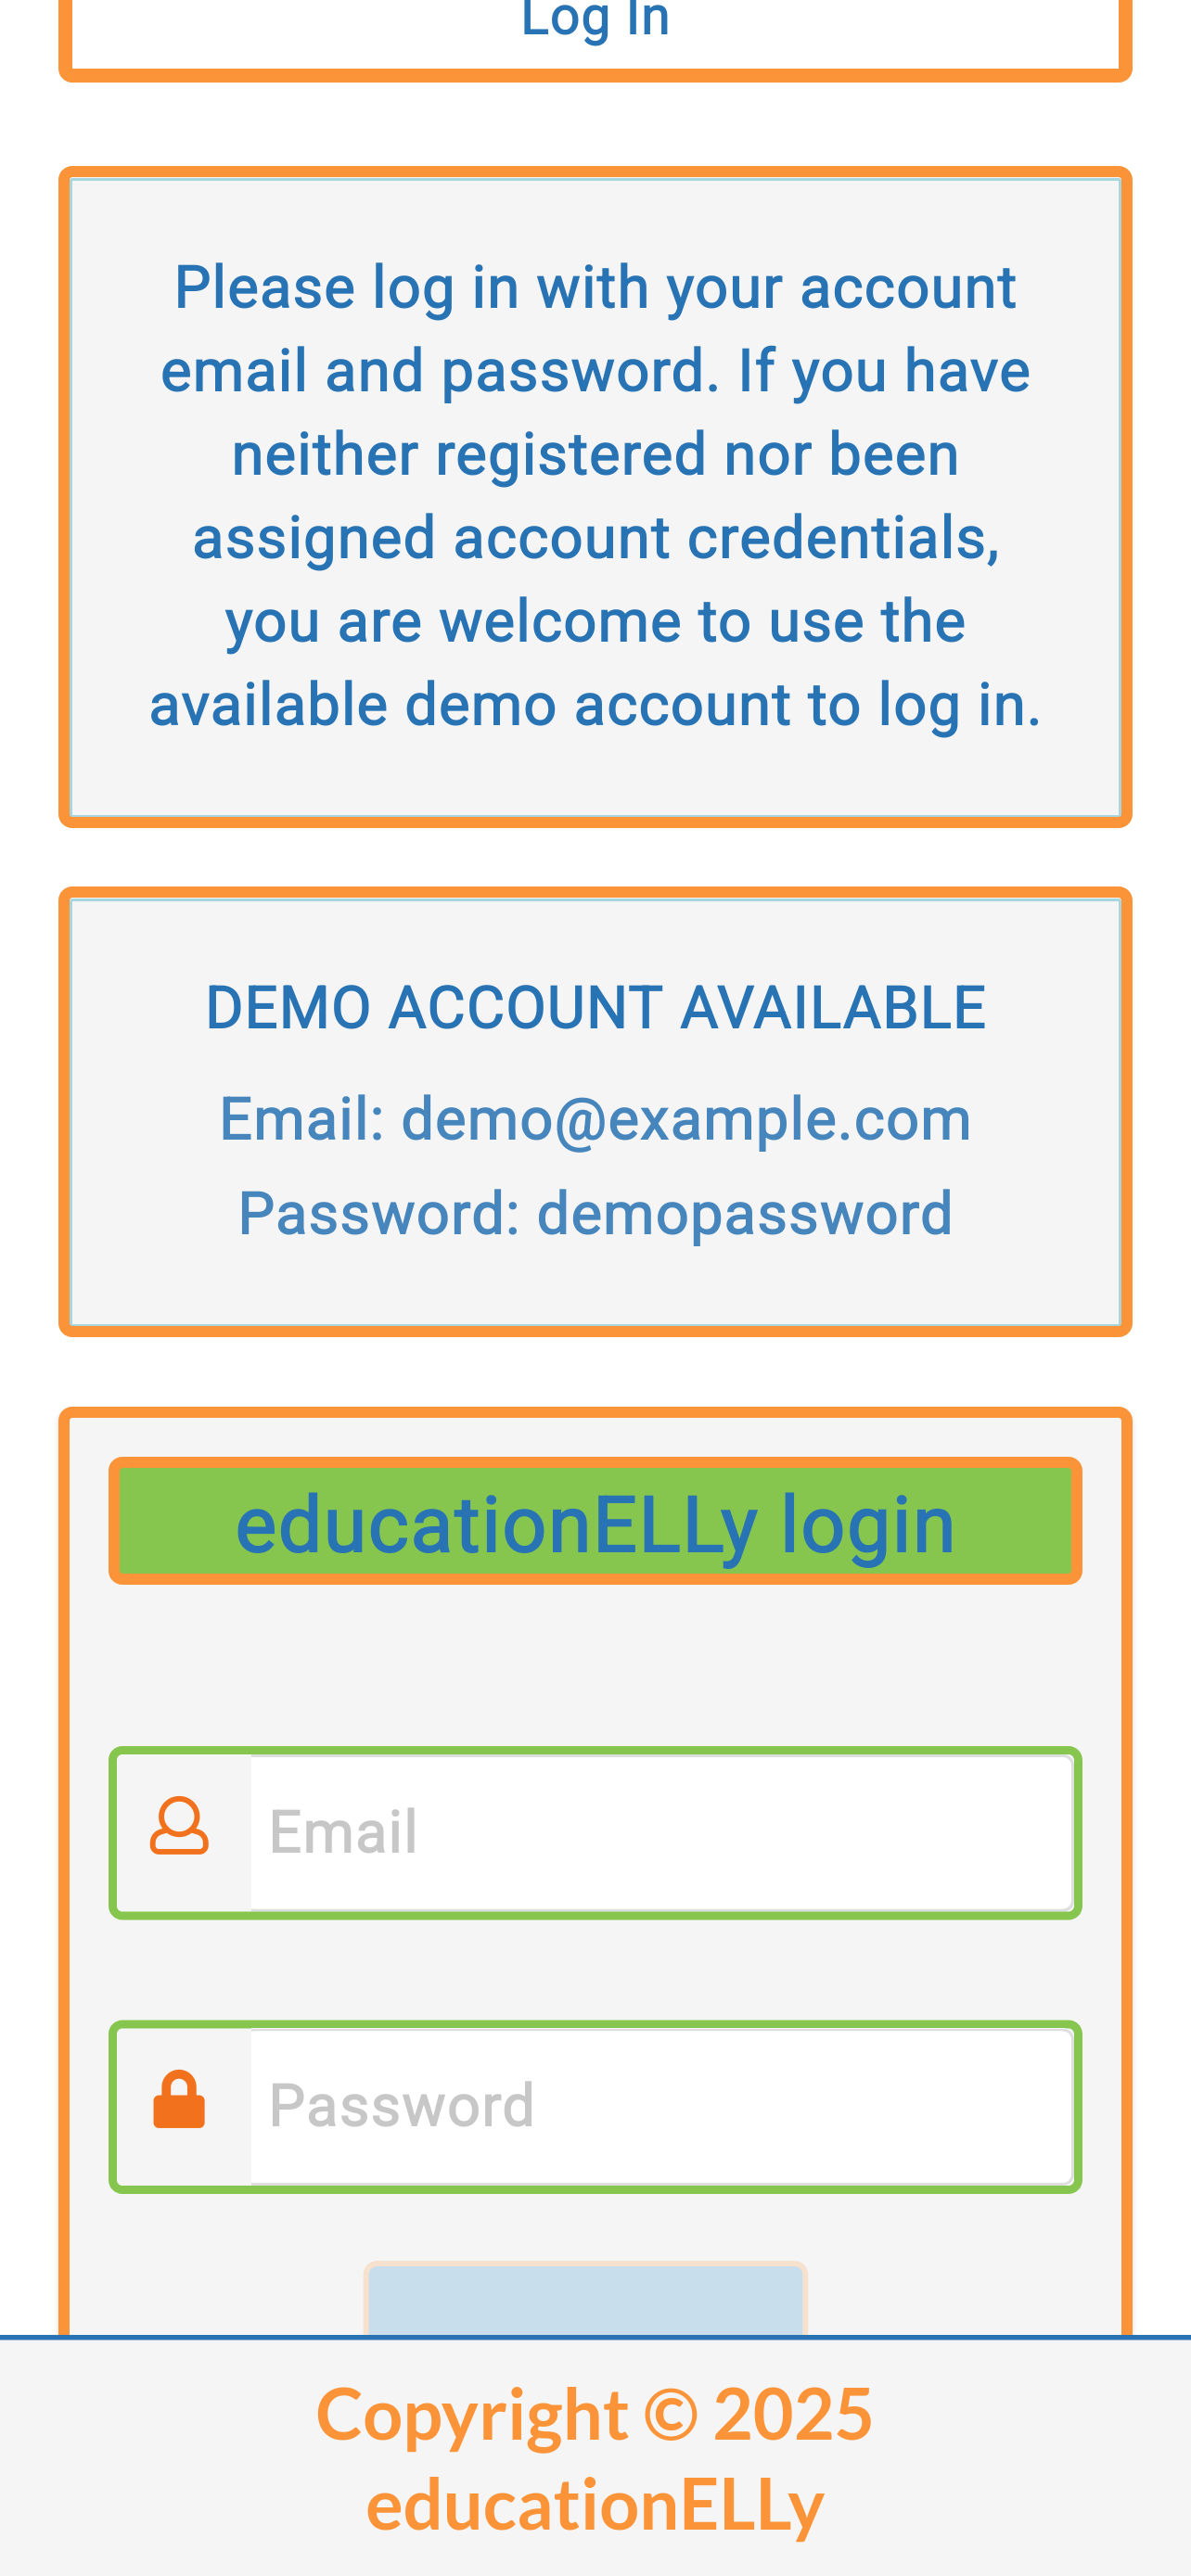 Log In
Please log in with your account
email and password. If you have
neither registered nor been
assigned account credentials,
you are welcome to use the
available demo account to log in.
DEMO ACCOUNT AVAILABLE
Email: demo@example.com
Password: demopassword
educationELLy login
Email
Password
Copyright © 2025
educationELLy